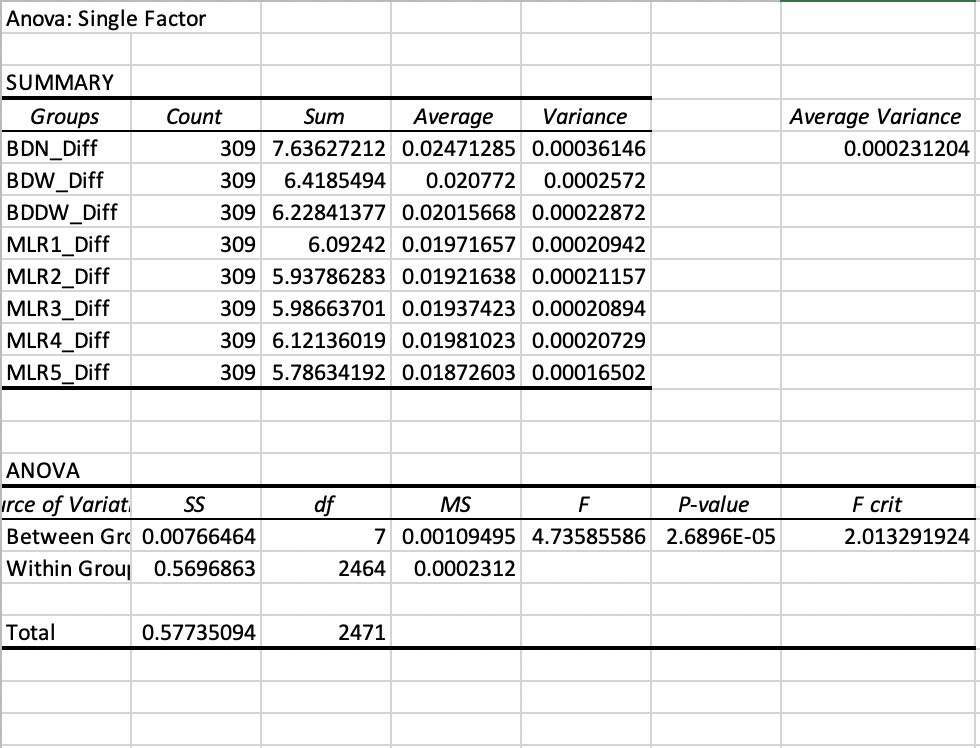 Anova: Single Factor
SUMMARY
Groups Count Sum Average Variance Average Variance
BDN_Diff 309 7.63627212 0.02471285 0.00036146 0.000231204
BDW_Diff 309 6.4185494 0.020772 0.0002572
BDDW_Diff 309 6.22841377 0.02015668 0.00022872
MLR1_Diff 309 6.09242 0.01971657 0.00020942
MLR2_Diff 309 5.93786283 0.01921638 0.00021157
MLR3_Diff 309 5.98663701 0.01937423 0.00020894
MLR4_Diff 309 6.12136019 0.01981023 0.00020729
MLR5_Diff 309 5.78634192 0.01872603 0.00016502
ANOVA
urce of Variati SS df MS F P-value F crit
Between Gro 0.00766464 7 0.00109495 4.73585586 2.6896E-05 2.013291924
Within Group 0.5696863 2464 0.0002312
Total 0.57735094 2471